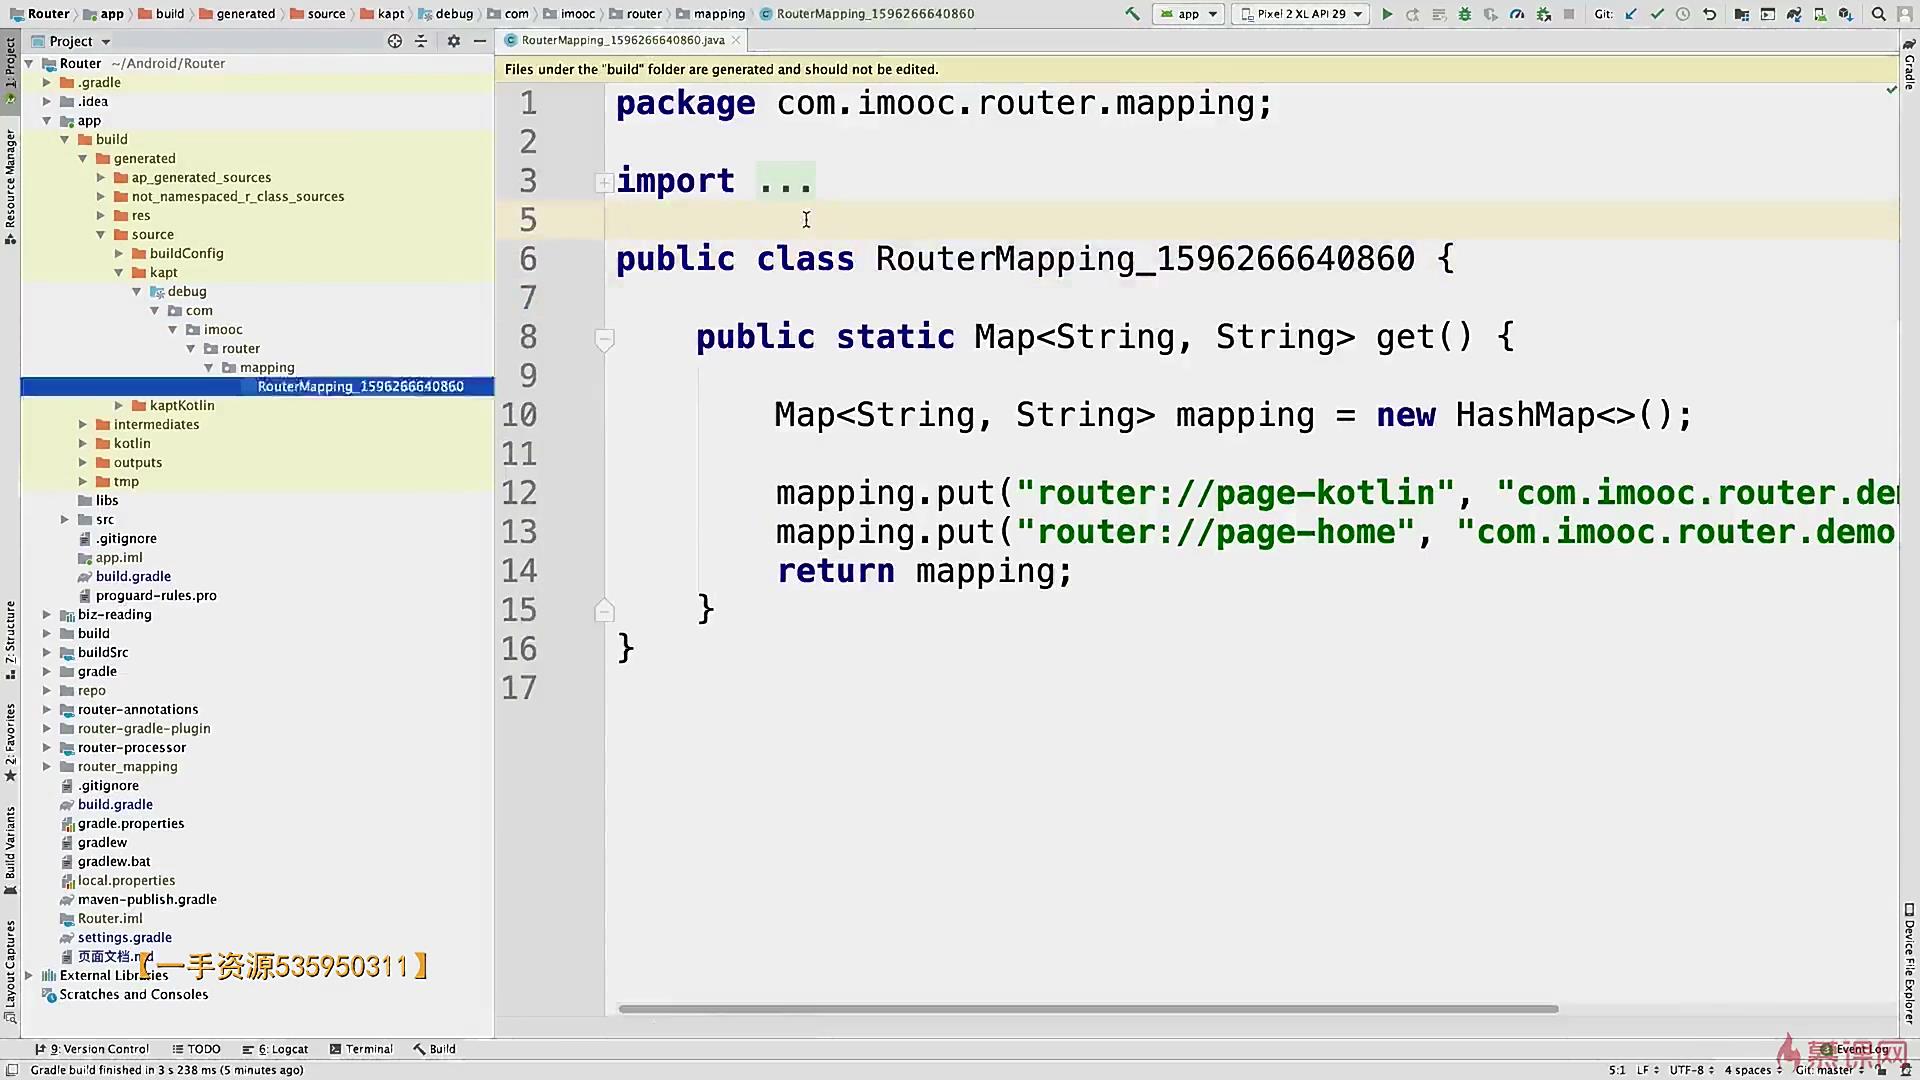 Router app build generated source kapt debug com imooc router mapping RouterMapping_1596266640860 app Pixel 2 XL API 29 Git:
Project
RouterMapping_1596266640860.java
1: Project
Resource Manager
7: Structure
2: Favorites
Build Variants
Layout Captures
Router ~/Android/Router
.gradle
.idea
app
build
generated
ap_generated_sources
not_namespaced_r_class_sources
res
source
buildConfig
kapt
debug
com
imooc
router
mapping
RouterMapping_1596266640860
kaptKotlin
intermediates
kotlin
outputs
tmp
libs
src
.gitignore
app.iml
build.gradle
proguard-rules.pro
biz-reading
build
buildSrc
gradle
repo
router-annotations
router-gradle-plugin
router-processor
router_mapping
.gitignore
build.gradle
gradle.properties
gradlew
gradlew.bat
local.properties
maven-publish.gradle
Router.iml
settings.gradle
页面文档
【一手资源535950311】
External Libraries
Scratches and Consoles
Files under the "build" folder are generated and should not be edited.
1 package com.imooc.router.mapping;
2
3 import ...
5
6 public class RouterMapping_1596266640860 {
7
8 public static Map<String, String> get() {
9
10 Map<String, String> mapping = new HashMap<>();
11
12 mapping.put("router://page-kotlin", "com.imooc.router.de
13 mapping.put("router://page-home", "com.imooc.router.demo
14 return mapping;
15 }
16 }
17
Gradle
Device File Explorer
9: Version Control TODO 6: Logcat Terminal Build Event Log
慕课网
Gradle build finished in 3 s 238 ms (5 minutes ago) 5:1 LF UTF-8 4 spaces Git: master